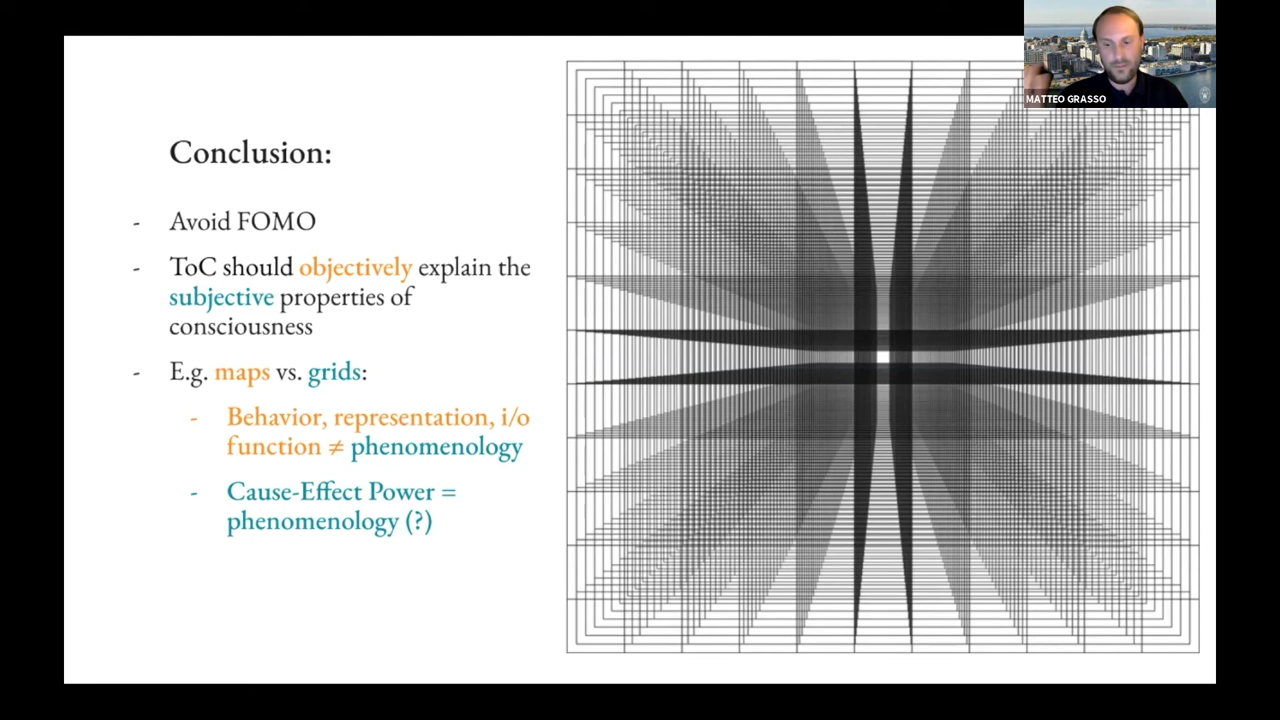 MATTEO GRASSO
Conclusion:
- Avoid FOMO
- ToC should objectively explain the
subjective properties of
consciousness
- E.g. maps vs. grids:
- Behavior, representation, i/o
function ≠ phenomenology
- Cause-Effect Power =
phenomenology (?)